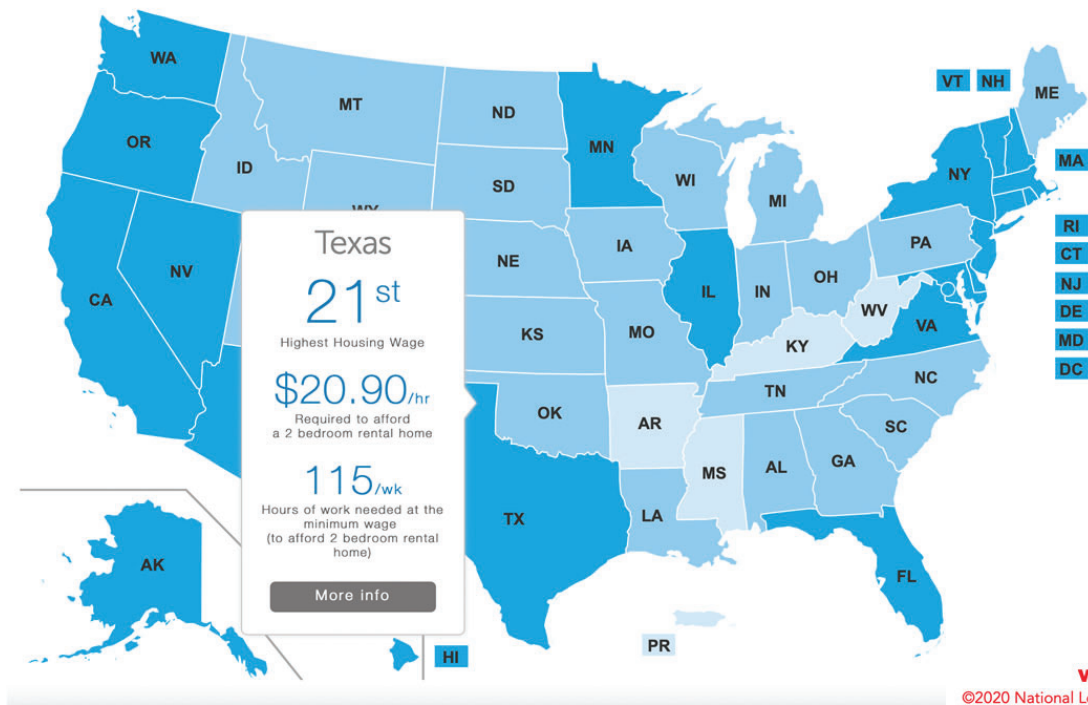 WA
MT
ND
MN
VT
NH
ME
OR
ID
SD
WI
MI
NY
MA
WY
RI
CT
NJ
DE
MD
DC
Texas
21st
Highest Housing Wage
$20.90/hr
Required to afford
a 2 bedroom rental home
115/wk
Hours of work needed at the
minimum wage
(to afford 2 bedroom rental
home)
More info
NV
CA
NE
IA
IL
IN
OH
PA
WV
VA
KS
MO
KY
NC
TN
OK
AR
SC
MS
AL
GA
TX
LA
FL
AK
HI
PR
©2020 National